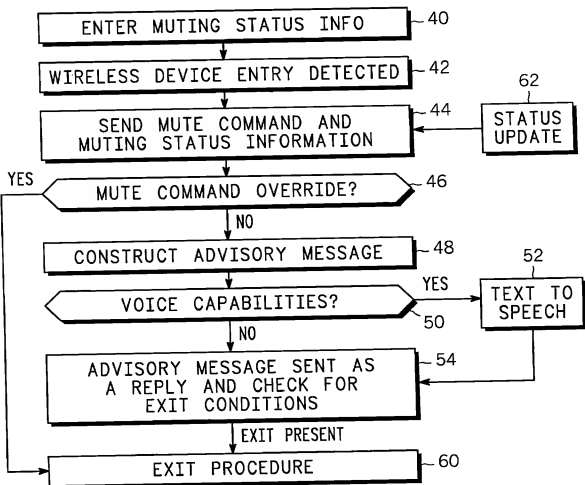 ENTER MUTING STATUS INFO
40
WIRELESS DEVICE ENTRY DETECTED
42
62
SEND MUTE COMMAND AND
MUTING STATUS INFORMATION
44
STATUS
UPDATE
YES
MUTE COMMAND OVERRIDE?
46
NO
CONSTRUCT ADVISORY MESSAGE
48
52
VOICE CAPABILITIES?
YES
50
TEXT TO
SPEECH
NO
ADVISORY MESSAGE SENT AS
A REPLY AND CHECK FOR
EXIT CONDITIONS
54
EXIT PRESENT
EXIT PROCEDURE
60